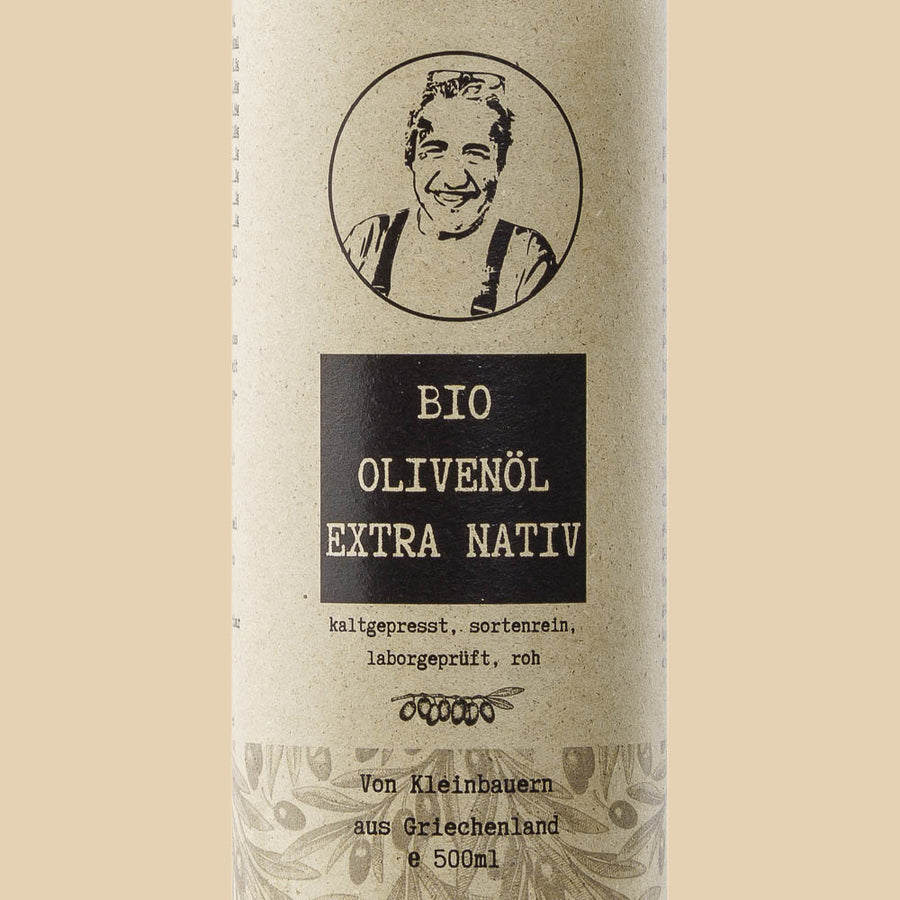 BIO
OLIVENÖL
EXTRA NATIV
kaltgepresst, sortenrein,
laborgeprüft, roh
Von Kleinbauern
aus Griechenland
e 500ml